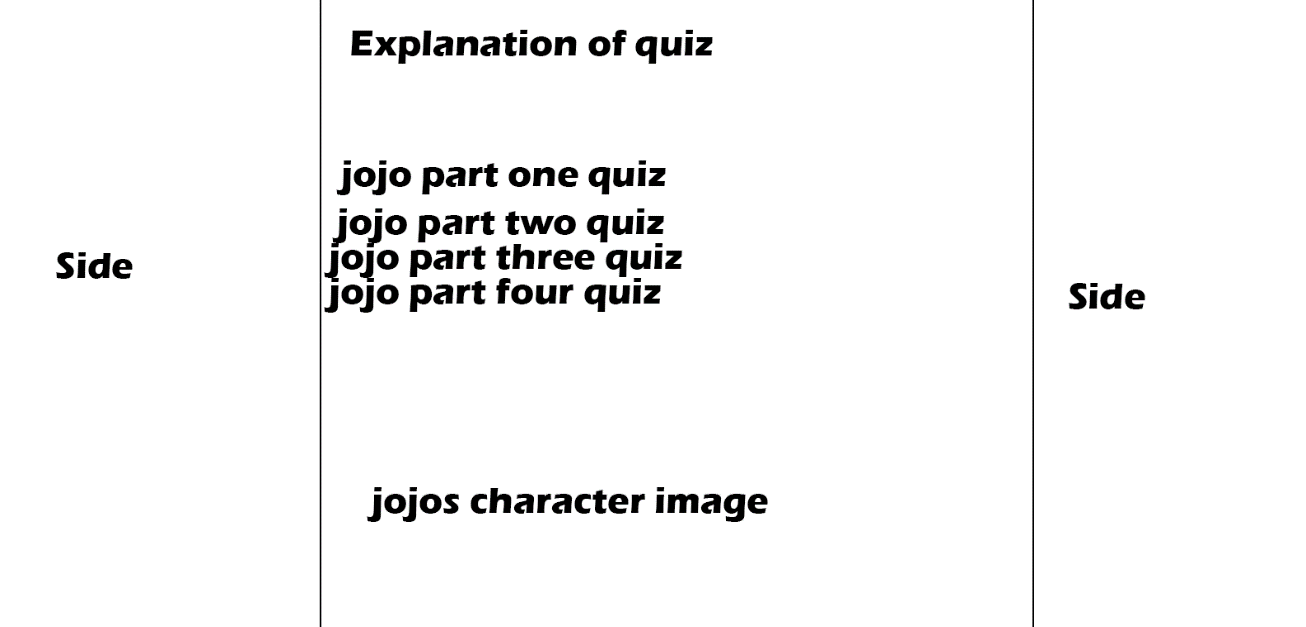 Explanation of quiz
jojo part one quiz
jojo part two quiz
Side
jojo part three quiz
jojo part four quiz
Side
jojos character image